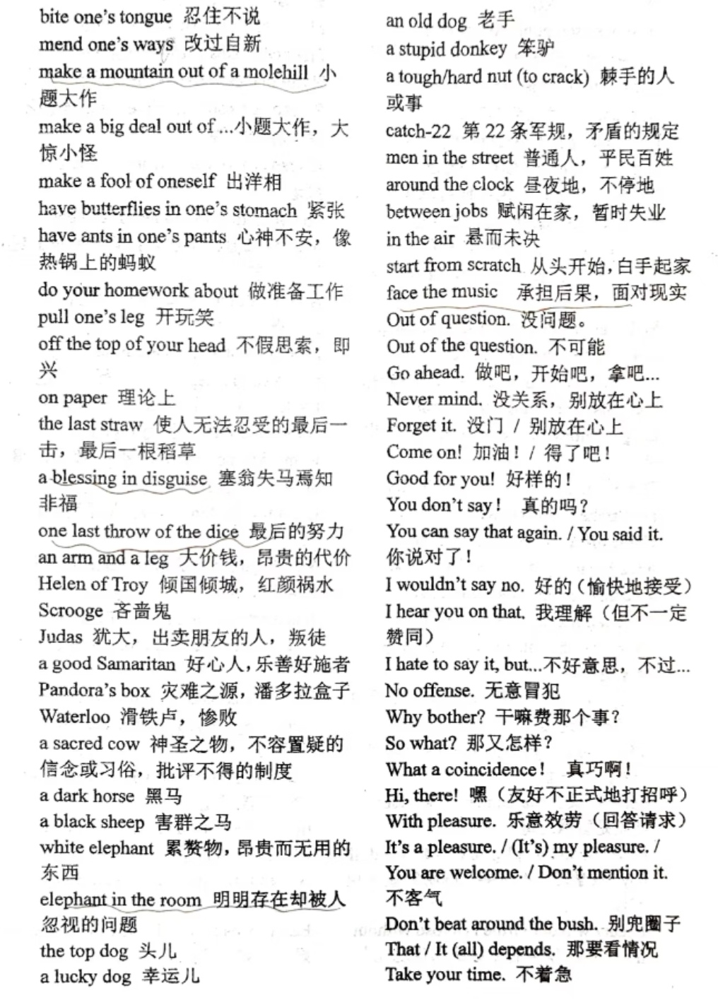 bite one's tongue 忍住不说
mend one's ways 改过自新
make a mountain out of a molehill 小
题大作
make a big deal out of ...小题大作，大
惊小怪
make a fool of oneself 出洋相
have butterflies in one's stomach 紧张
have ants in one's pants 心神不安，像
热锅上的蚂蚁
do your homework about 做准备工作
pull one's leg 开玩笑
off the top of your head 不假思索，即
兴
on paper 理论上
the last straw 使人无法忍受的最后一
击，最后一根稻草
a blessing in disguise 塞翁失马焉知
非福
one last throw of the dice 最后的努力
an arm and a leg 大价钱，昂贵的代价
Helen of Troy 倾国倾城，红颜祸水
Scrooge 吝啬鬼
Judas 犹大，出卖朋友的人，叛徒
a good Samaritan 好心人，乐善好施者
Pandora's box 灾难之源，潘多拉盒子
Waterloo 滑铁卢，惨败
a sacred cow 神圣之物，不容置疑的
信念或习俗，批评不得的制度
a dark horse 黑马
a black sheep 害群之马
white elephant 累赘物，昂贵而无用的
东西
elephant in the room 明明存在却被人
忽视的问题
the top dog 头儿
a lucky dog 幸运儿
an old dog 老手
a stupid donkey 笨驴
a tough/hard nut (to crack) 棘手的人
或事
catch-22 第 22 条军规，矛盾的规定
men in the street 普通人，平民百姓
around the clock 昼夜地，不停地
between jobs 赋闲在家，暂时失业
in the air 悬而未决
start from scratch 从头开始，白手起家
face the music 承担后果，面对现实
Out of question. 没问题。
Out of the question. 不可能
Go ahead. 做吧，开始吧，拿吧...
Never mind. 没关系，别放在心上
Forget it. 没门 / 别放在心上
Come on! 加油！/ 得了吧！
Good for you! 好样的！
You don't say！ 真的吗？
You can say that again. / You said it.
你说对了！
I wouldn't say no. 好的（愉快地接受）
I hear you on that. 我理解（但不一定
赞同）
I hate to say it, but...不好意思，不过...
No offense. 无意冒犯
Why bother? 干嘛费那个事？
So what? 那又怎样？
What a coincidence！ 真巧啊！
Hi, there! 嘿（友好不正式地打招呼）
With pleasure. 乐意效劳（回答请求）
It's a pleasure. / (It's) my pleasure. /
You are welcome. / Don't mention it.
不客气
Don't beat around the bush. 别兜圈子
That / It (all) depends. 那要看情况
Take your time. 不着急